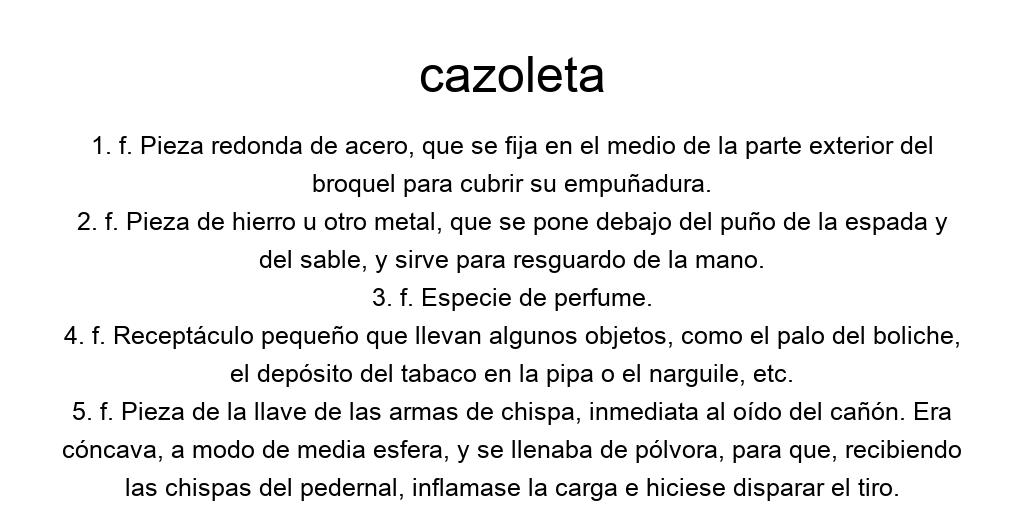 cazoleta
1. f. Pieza redonda de acero, que se fija en el medio de la parte exterior del
broquel para cubrir su empuñadura.
2. f. Pieza de hierro u otro metal, que se pone debajo del puño de la espada y
del sable, y sirve para resguardo de la mano.
3. f. Especie de perfume.
4. f. Receptáculo pequeño que llevan algunos objetos, como el palo del boliche,
el depósito del tabaco en la pipa o el narguile, etc.
5. f. Pieza de la llave de las armas de chispa, inmediata al oído del cañón. Era
cóncava, a modo de media esfera, y se llenaba de pólvora, para que, recibiendo
las chispas del pedernal, inflamase la carga e hiciese disparar el tiro.